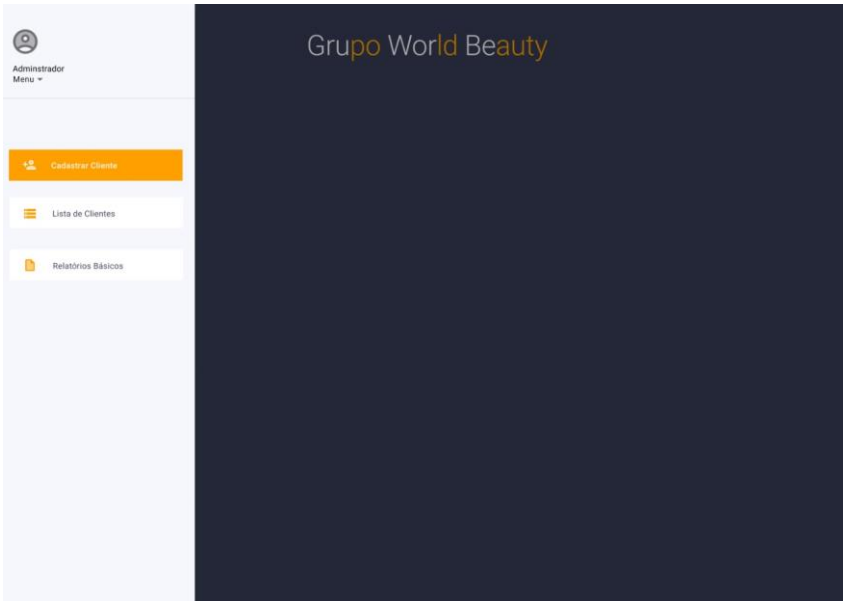 Adminstrador
Menu
Grupo World Beauty
Cadastrar Cliente
Lista de Clientes
Relatórios Básicos